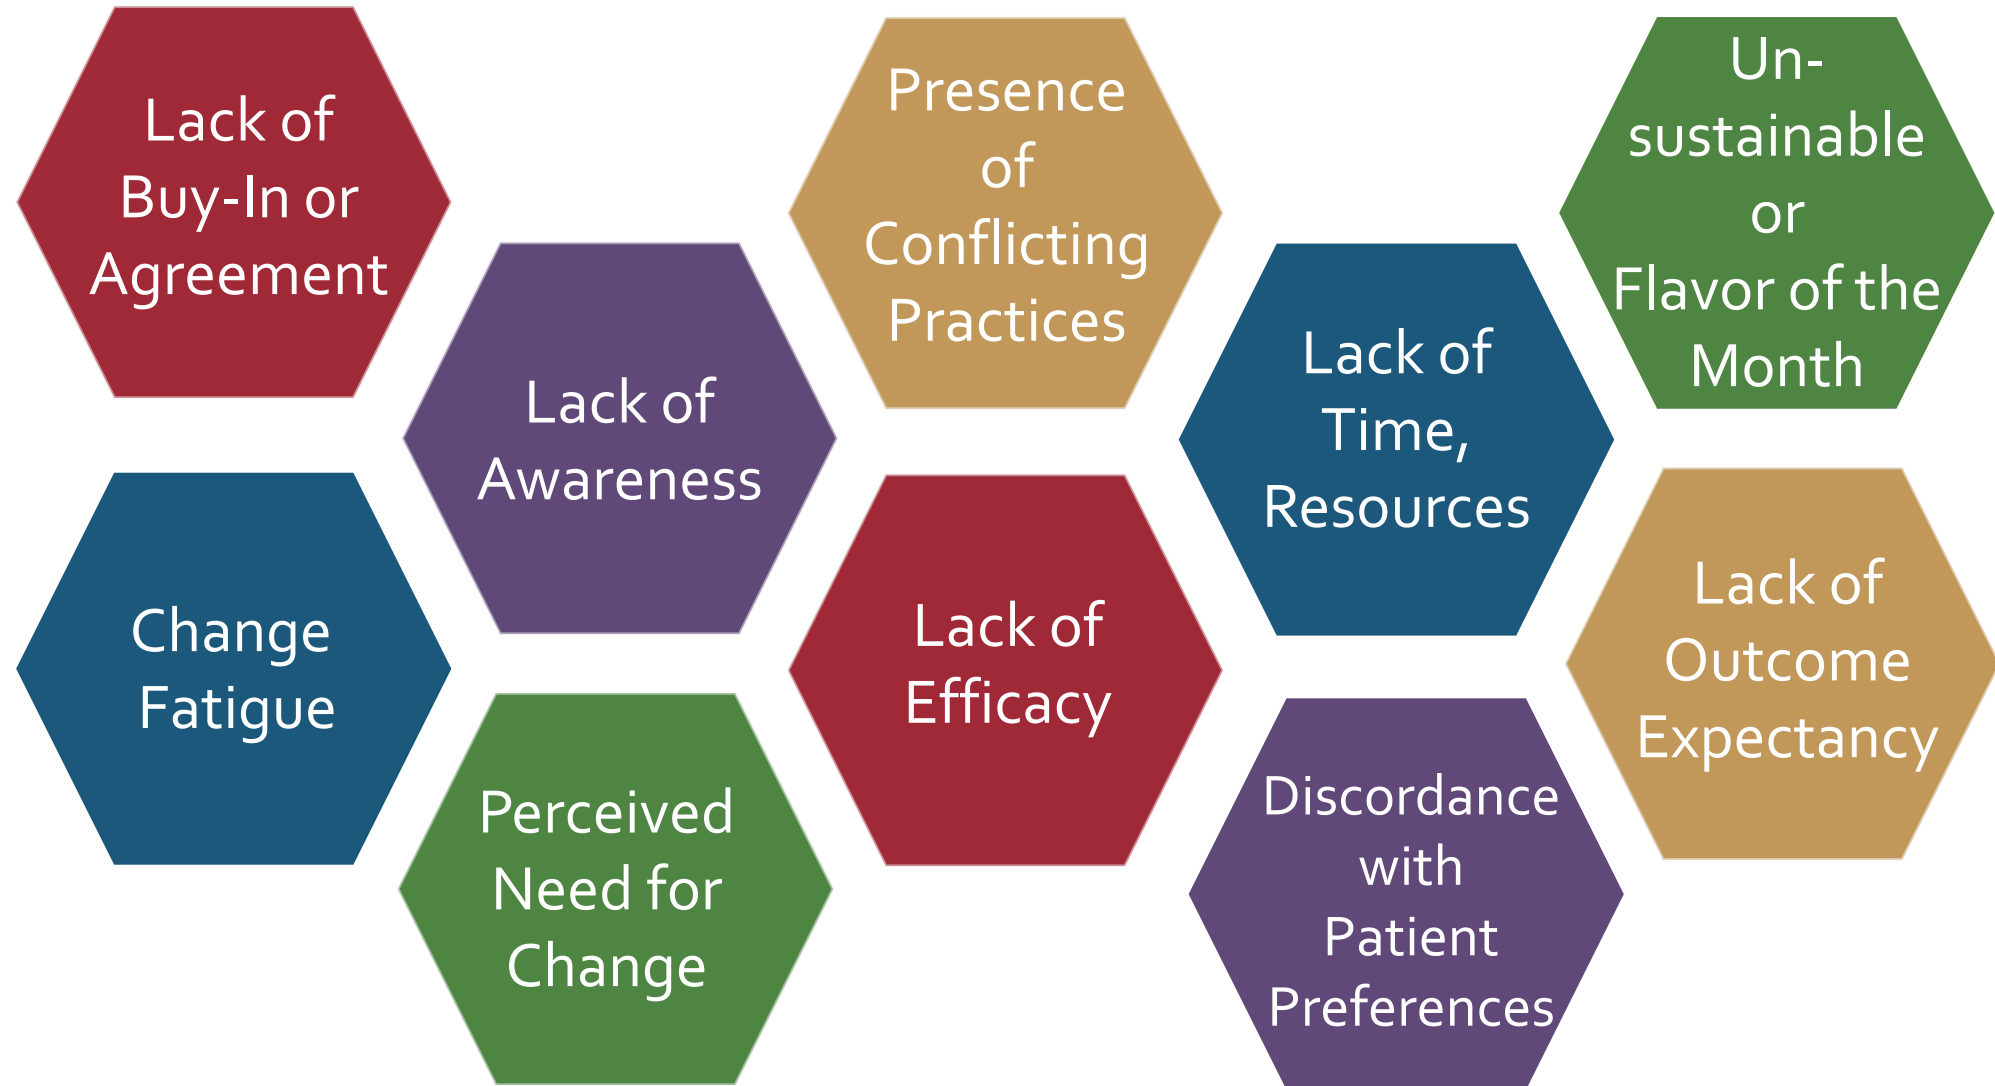 Lack of
Buy-In or
Agreement
Lack of
Awareness
Presence
of
Conflicting
Practices
Lack of
Time,
Resources
Un-
sustainable
or
Flavor of the
Month
Change
Fatigue
Perceived
Need for
Change
Lack of
Efficacy
Discordance
with
Patient
Preferences
Lack of
Outcome
Expectancy